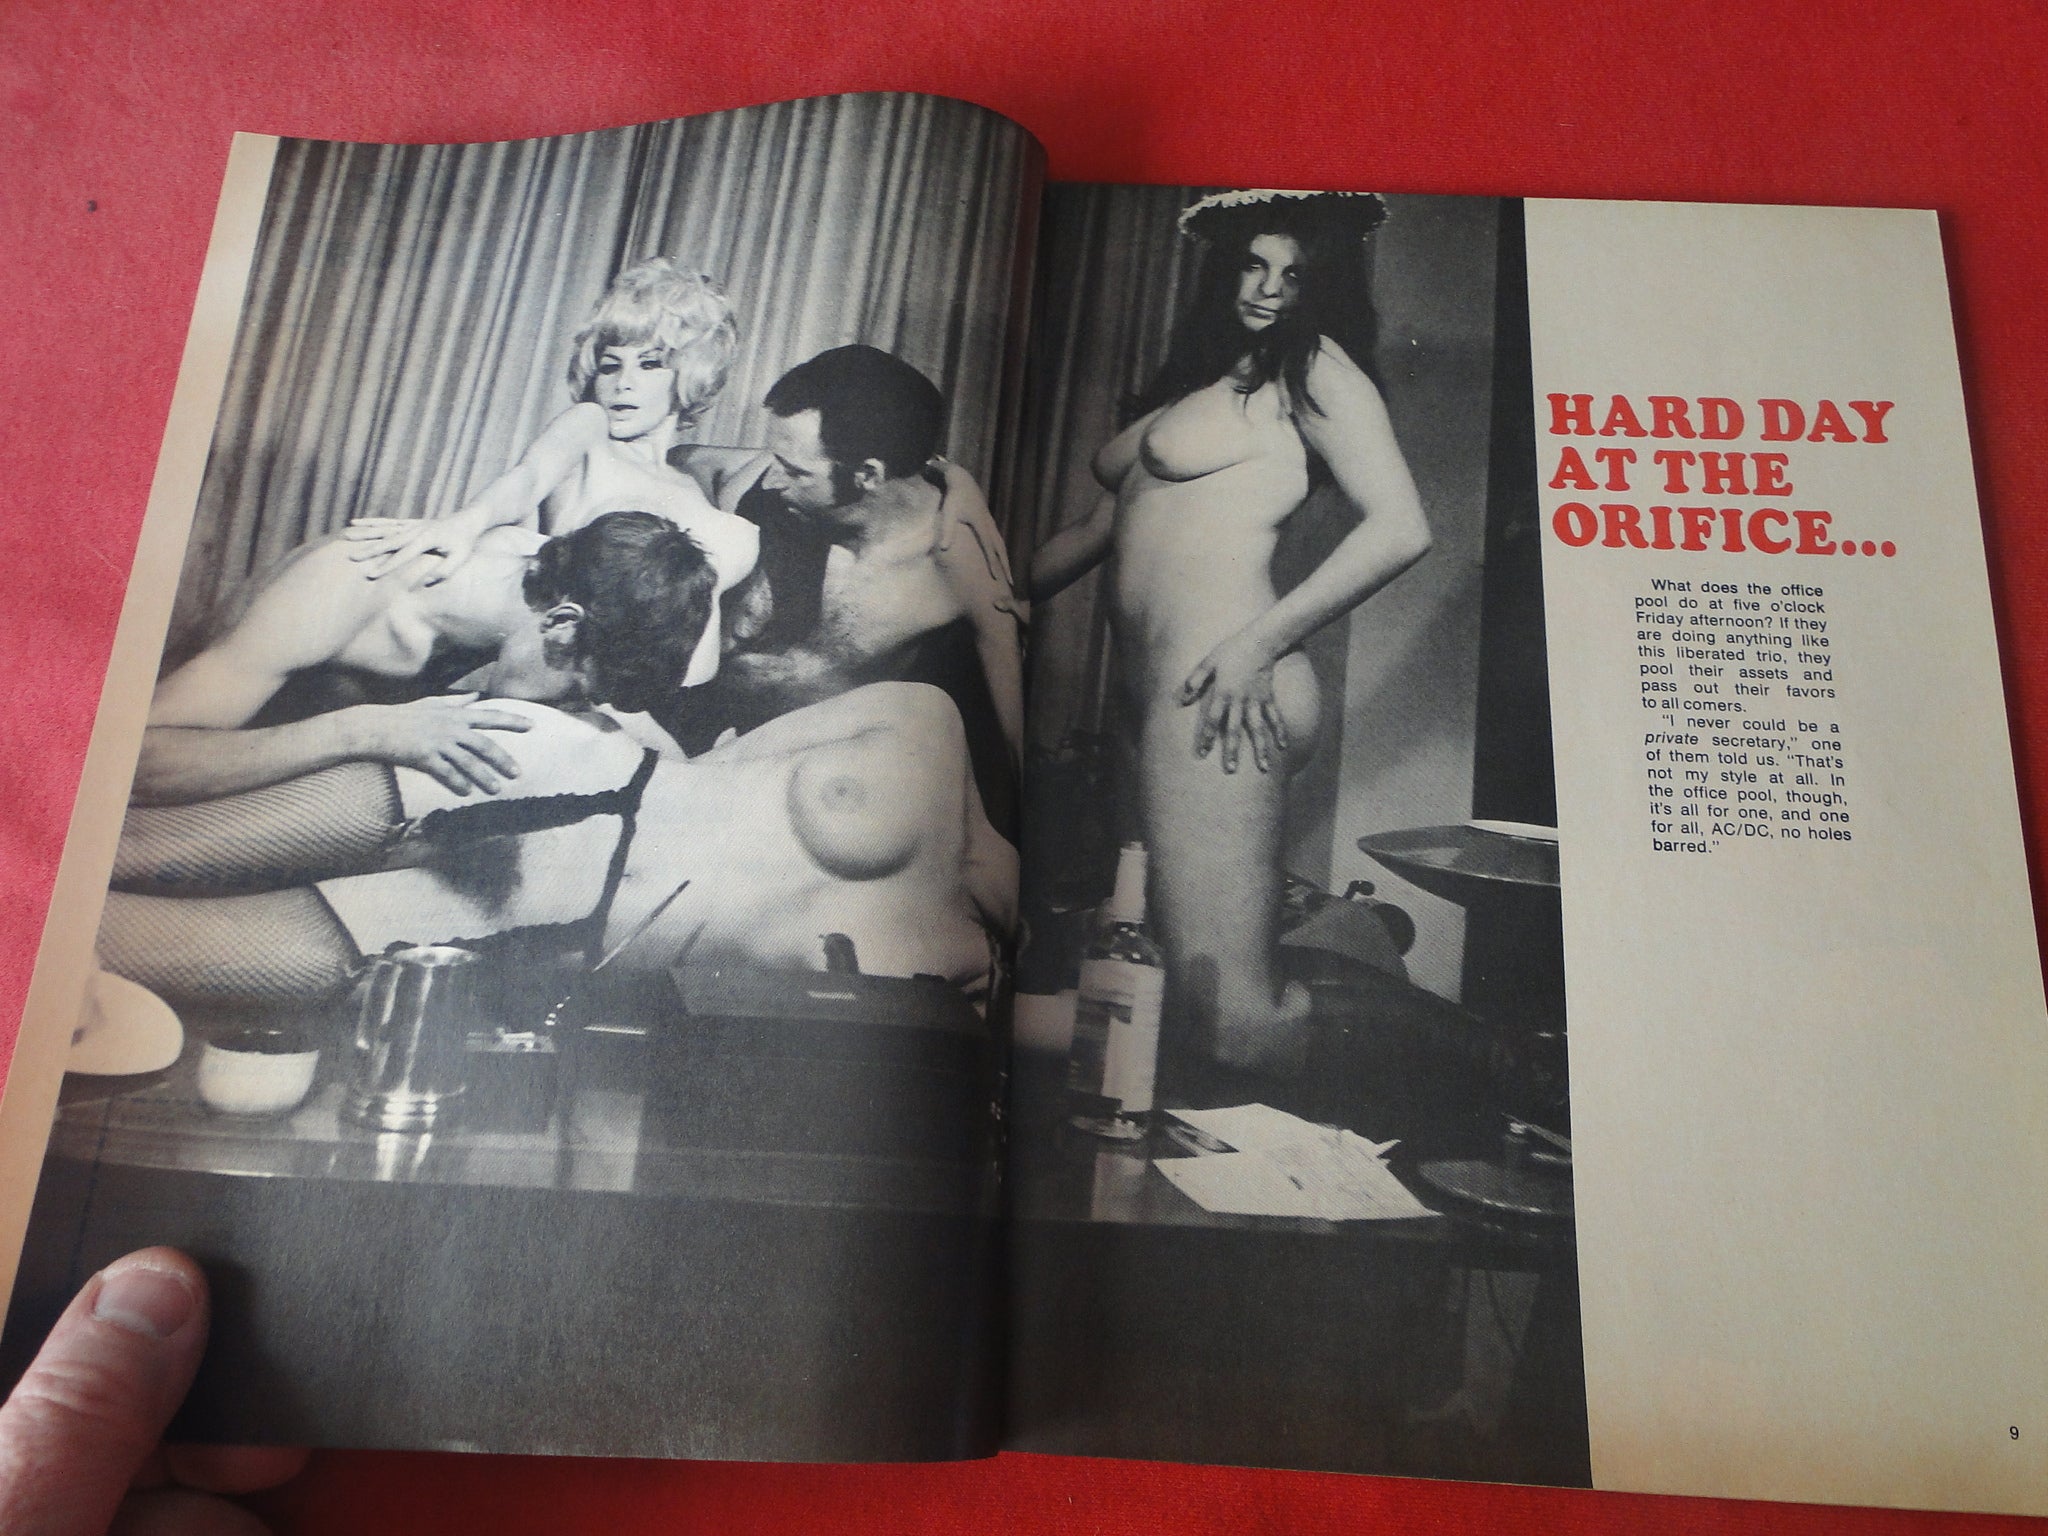 HARD DAY
AT THE
ORIFICE...
What does the office
pool do at five o'clock
Friday afternoon? If they
are doing anything like
this liberated trio, they
pool their assets and
pass out their favors
to all comers.
"I never could be a
private secretary," one
of them told us. "That's
not my style at all. In
the office pool, though,
it's all for one, and one
for all, AC/DC, no holes
barred."
9